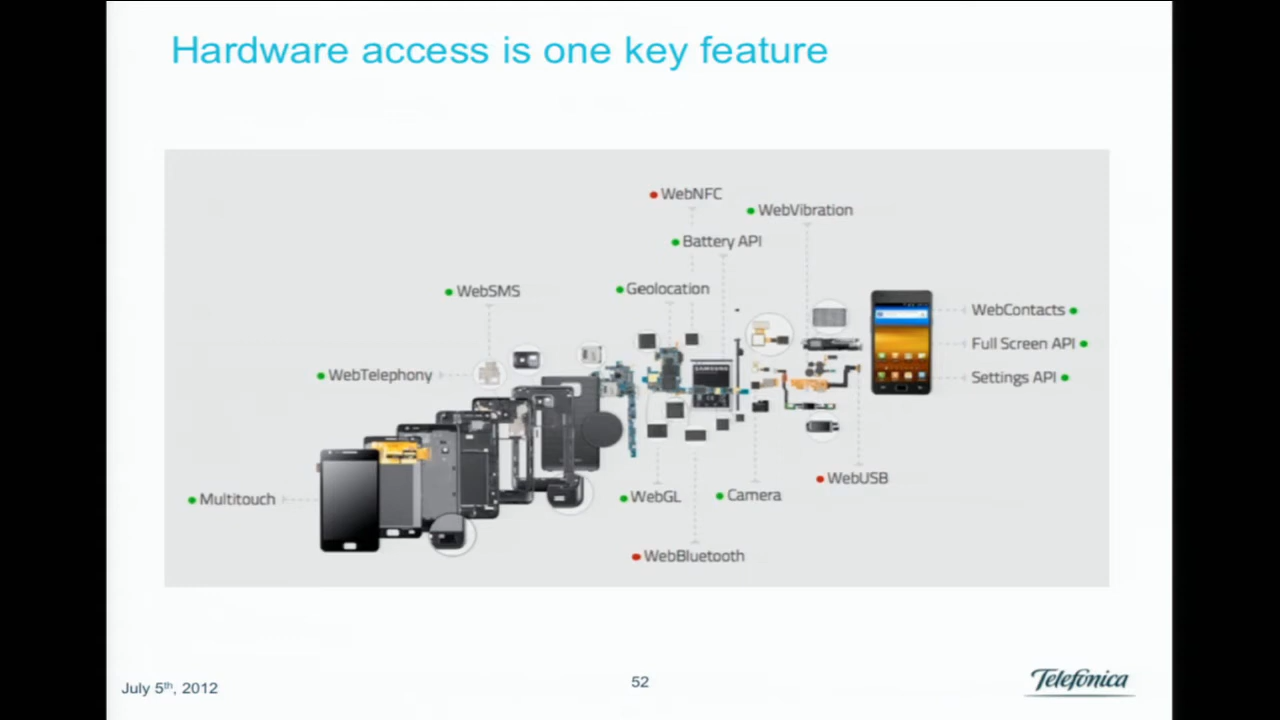 Hardware access is one key feature
WebNFC
WebVibration
Battery API
WebSMS
Geolocation
WebContacts
Full Screen API
WebTelephony
Settings API
SAMSUNG
Multitouch
WebGL
Camera
WebUSB
WebBluetooth
July 5th, 2012
52
Telefónica